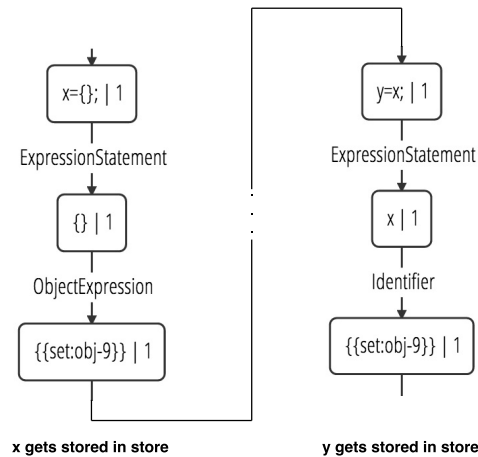 x={}; | 1
ExpressionStatement
{} | 1
ObjectExpression
{{set:obj-9}} | 1
x gets stored in store
y=x; | 1
ExpressionStatement
x | 1
Identifier
{{set:obj-9}} | 1
y gets stored in store